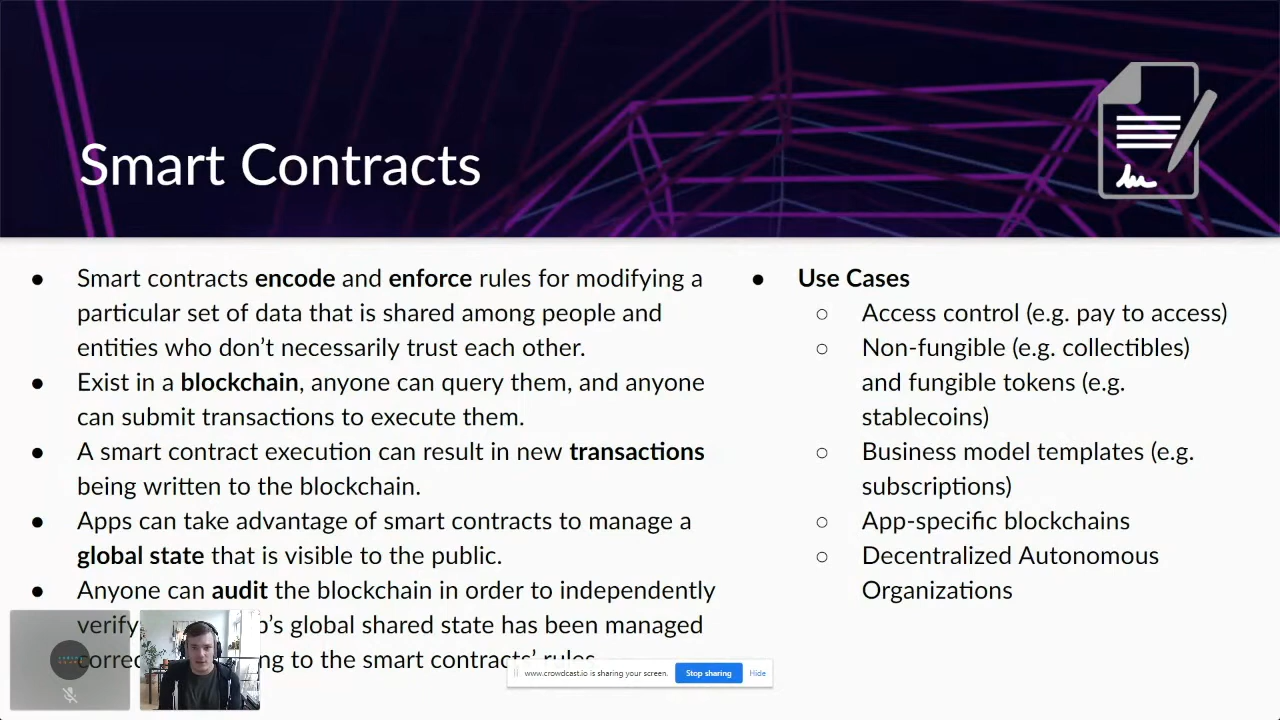 Smart Contracts
● Smart contracts encode and enforce rules for modifying a
particular set of data that is shared among people and
entities who don't necessarily trust each other.
● Exist in a blockchain, anyone can query them, and anyone
can submit transactions to execute them.
● A smart contract execution can result in new transactions
being written to the blockchain.
● Apps can take advantage of smart contracts to manage a
global state that is visible to the public.
● Anyone can audit the blockchain in order to independently
verify global shared state has been managed
to the smart contracts' rules.
● Use Cases
○ Access control (e.g. pay to access)
○ Non-fungible (e.g. collectibles)
and fungible tokens (e.g.
stablecoins)
○ Business model templates (e.g.
subscriptions)
○ App-specific blockchains
○ Decentralized Autonomous
Organizations
www.crowdcast.io is sharing your screen.
Stop sharing
Hide